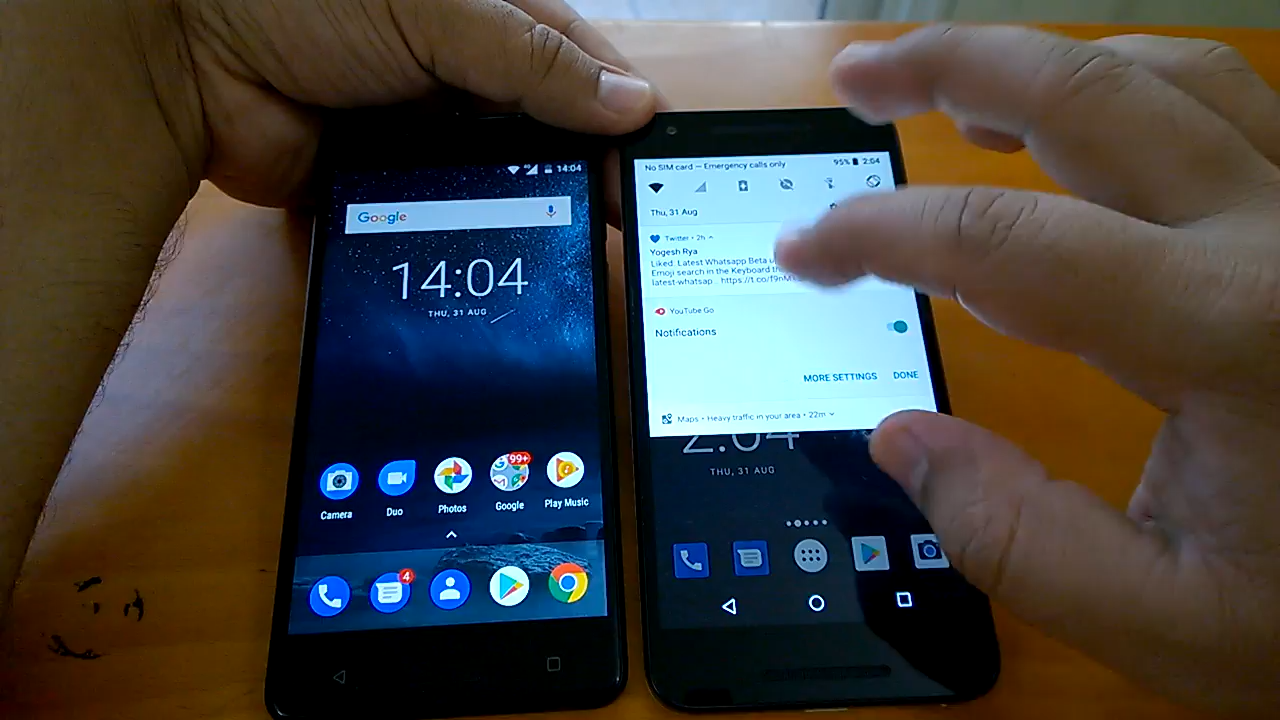 14:04
Google
14:04
THU, 31 AUG
99+
Camera
Duo
Photos
Google
Play Music
4
No SIM card — Emergency calls only
95% 2:04
Thu, 31 Aug
Twitter • 2h
Yogesh Rya
Liked: Latest Whatsapp Beta
Emoji search in the Keyboard
latest-whatsap..
YouTube Go
Notifications
MORE SETTINGS DONE
Maps • Heavy traffic in your area • 22m
2:04
THU, 31 AUG